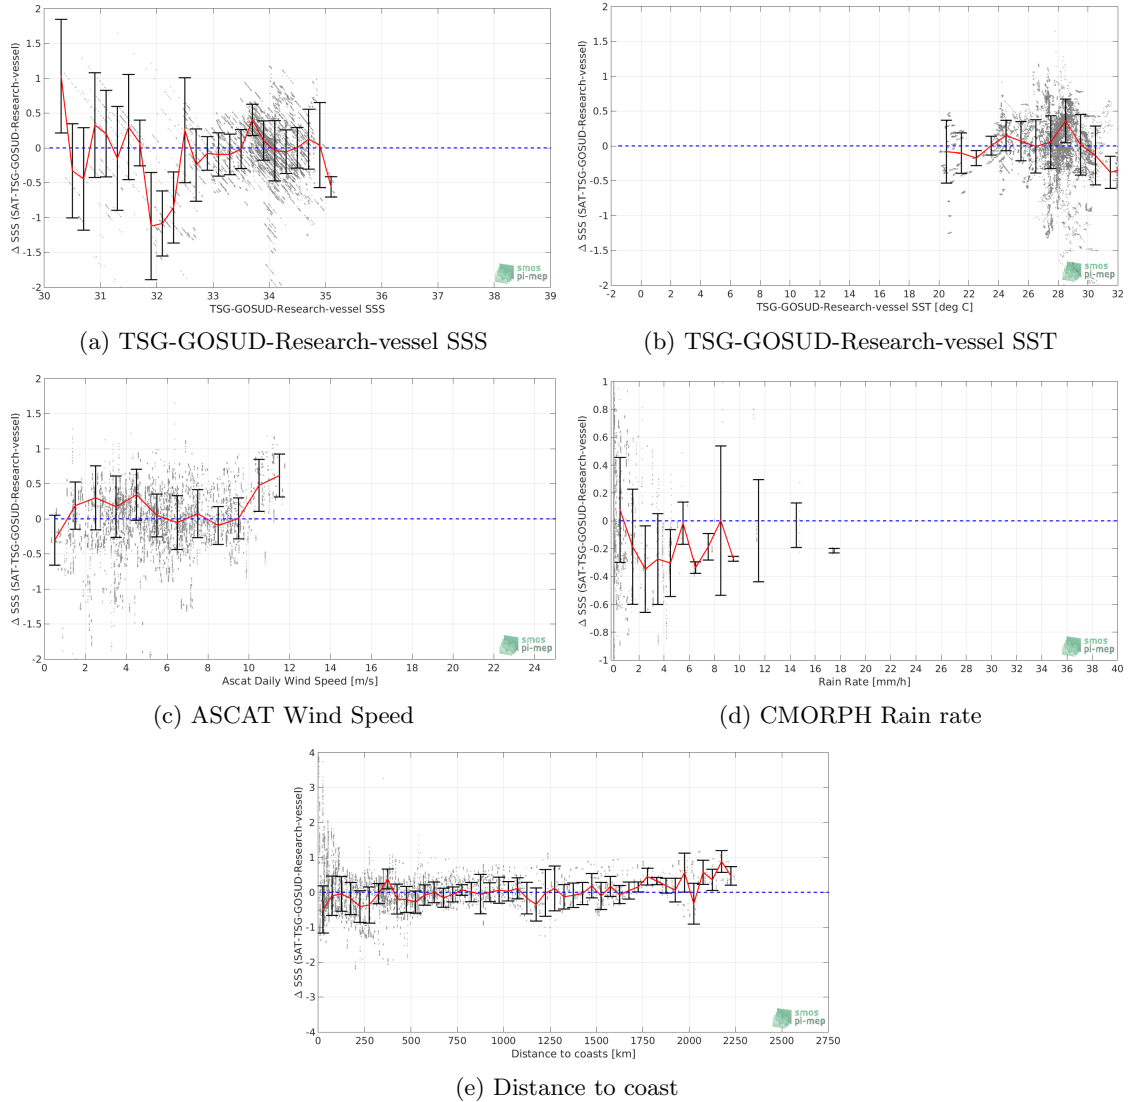 Δ SSS (SAT-TSG-GOSUD-Research-vessel)
2
1.5
1
0.5
0
-0.5
-1
-1.5
-2
30 31 32 33 34 35 36 37 38 39
TSG-GOSUD-Research-vessel SSS
smos
pi-mep
(a) TSG-GOSUD-Research-vessel SSS
Δ SSS (SAT-TSG-GOSUD-Research-vessel)
2
1.5
1
0.5
0
-0.5
-1
-1.5
-2
-2 0 2 4 6 8 10 12 14 16 18 20 22 24 26 28 30 32
TSG-GOSUD-Research-vessel SST [deg C]
smos
pi-mep
(b) TSG-GOSUD-Research-vessel SST
Δ SSS (SAT-TSG-GOSUD-Research-vessel)
2
1.5
1
0.5
0
-0.5
-1
-1.5
-2
0 2 4 6 8 10 12 14 16 18 20 22 24
Ascat Daily Wind Speed [m/s]
smos
pi-mep
(c) ASCAT Wind Speed
Δ SSS (SAT-TSG-GOSUD-Research-vessel)
1
0.8
0.6
0.4
0.2
0
-0.2
-0.4
-0.6
-0.8
-1
0 2 4 6 8 10 12 14 16 18 20 22 24 26 28 30 32 34 36 38 40
Rain Rate [mm/h]
smos
pi-mep
(d) CMORPH Rain rate
Δ SSS (SAT-TSG-GOSUD-Research-vessel)
4
3
2
1
0
-1
-2
-3
-4
0 250 500 750 1000 1250 1500 1750 2000 2250 2500 2750
Distance to coasts [km]
smos
pi-mep
(e) Distance to coast